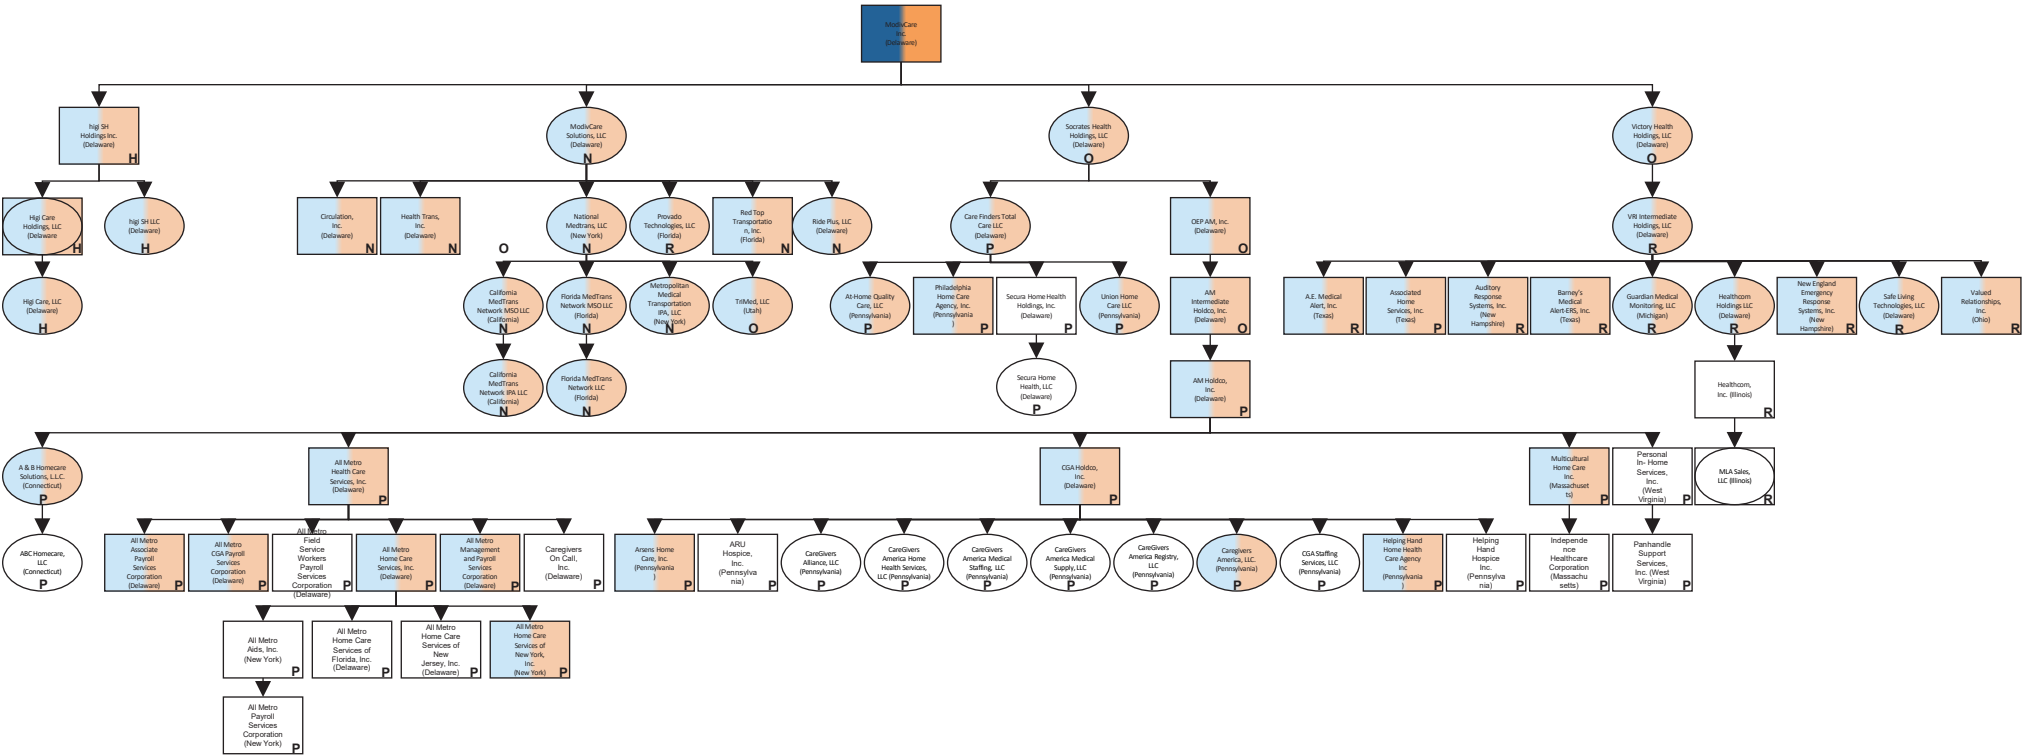 ModivCare
Inc.
(Delaware)
higi SH
Holdings Inc.
(Delaware)
H
ModivCare
Solutions, LLC
(Delaware)
N
Socrates Health
Holdings, LLC
(Delaware)
O
Victory Health
Holdings, LLC
(Delaware)
O
Higi Care
Holdings, LLC
(Delaware
H
higi SH LLC
(Delaware)
H
Circulation,
Inc.
(Delaware)
N
Health Trans,
Inc.
(Delaware)
N
O
National
Medtrans, LLC
(New York)
N
Provado
Technologies, LLC
(Florida)
R
Red Top
Transportatio
n, Inc.
(Florida)
N
Ride Plus, LLC
(Delaware)
N
Care Finders Total
Care LLC
(Delaware)
P
OEP AM, Inc.
(Delaware)
O
VRI Intermediate
Holdings, LLC
(Delaware)
R
Higi Care, LLC
(Delaware)
H
California
MedTrans
Network MSO LLC
(California)
N
Florida MedTrans
Network MSO LLC
(Florida)
N
Metropolitan
Medical
Transportation
IPA, LLC
(New York)
N
TriMed, LLC
(Utah)
O
At-Home Quality
Care, LLC
(Pennsylvania)
P
Philadelphia
Home Care
Agency, Inc.
(Pennsylvania
)
P
Secura Home Health
Holdings, Inc.
(Delaware)
P
Union Home
Care LLC
(Pennsylvania)
P
AM
Intermediate
Holdco, Inc.
(Delaware)
O
A.E. Medical
Alert, Inc.
(Texas)
R
Associated
Home
Services, Inc.
(Texas)
P
Auditory
Response
Systems, Inc.
(New
Hampshire)
R
Barney's
Medical
Alert-ERS, Inc.
(Texas)
R
Guardian Medical
Monitoring, LLC
(Michigan)
R
Healthcom
Holdings, LLC
(Delaware)
R
New England
Emergency
Response
Systems, Inc.
(New
Hampshire)
R
Safe Living
Technologies, LLC
(Delaware)
R
Valued
Relationships,
Inc.
(Ohio)
R
California
MedTrans
Network IPA LLC
(California)
N
Florida MedTrans
Network LLC
(Florida)
N
Secura Home
Health, LLC
(Delaware)
P
AM Holdco,
Inc.
(Delaware)
P
Healthcom,
Inc. (Illinois)
R
A & B Homecare
Solutions, L.L.C.
(Connecticut)
P
All Metro
Health Care
Services, Inc.
(Delaware)
P
CGA Holdco,
Inc.
(Delaware)
P
Multicultural
Home Care
Inc.
(Massachuset
ts)
P
Personal
In- Home
Services,
Inc.
(West
Virginia)
P
MLA Sales,
LLC (Illinois)
R
ABC Homecare,
LLC
(Connecticut)
P
All Metro
Associate
Payroll
Services
Corporation
(Delaware)
P
All Metro
CGA Payroll
Services
Corporation
(Delaware)
P
All Metro
Field
Service
Workers
Payroll
Services
Corporation
(Delaware)
P
All Metro
Home Care
Services, Inc.
(Delaware)
P
All Metro
Management
and Payroll
Services
Corporation
(Delaware)
P
Caregivers
On Call,
Inc.
(Delaware)
P
Arsens Home
Care, Inc.
(Pennsylvania
)
P
ARU
Hospice,
Inc.
(Pennsylva
nia)
P
CareGivers
Alliance, LLC
(Pennsylvania)
P
CareGivers
America Home
Health Services,
LLC (Pennsylvania)
P
CareGivers
America Medical
Staffing, LLC
(Pennsylvania)
P
CareGivers
America Medical
Supply, LLC
(Pennsylvania)
P
CareGivers
America Registry,
LLC
(Pennsylvania)
P
Caregivers
America, LLC.
(Pennsylvania)
P
CGA Staffing
Services, LLC
(Pennsylvania)
P
Helping Hand
Home Health
Care Agency
Inc
(Pennsylvania
)
P
Helping
Hand
Hospice
Inc.
(Pennsylva
nia)
P
Independe
nce
Healthcare
Corporation
(Massachu
setts)
P
Panhandle
Support
Services,
Inc. (West
Virginia)
P
All Metro
Aids, Inc.
(New York)
P
All Metro
Home Care
Services of
Florida, Inc.
(Delaware)
P
All Metro
Home Care
Services of
New
Jersey, Inc.
(Delaware)
P
All Metro
Home Care
Services of
New York,
Inc.
(New York)
P
All Metro
Payroll
Services
Corporation
(New York)
P